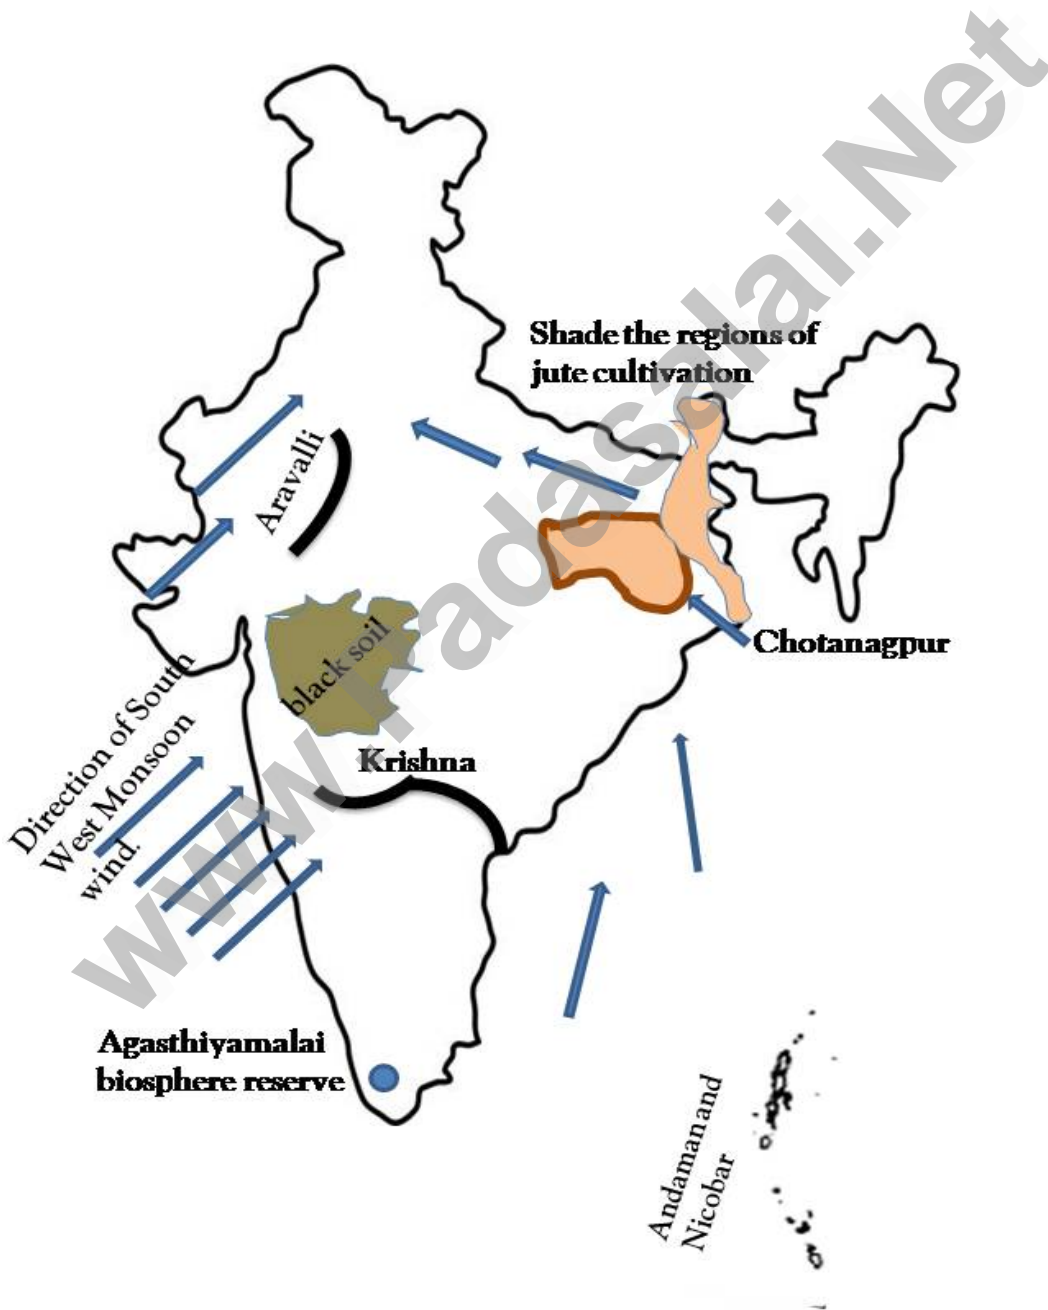 Shade the regions of
jute cultivation
Aravalli
black soil
Chotanagpur
Direction of South
West Monsoon
wind.
Krishna
Agasthiyamalai
biosphere reserve
Andaman and
Nicobar
www.Padasalai.Net